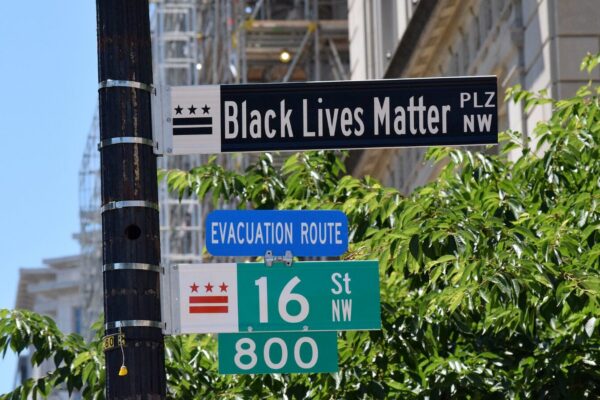 Black Lives Matter PLZ NW
EVACUATION ROUTE
16 St NW
800